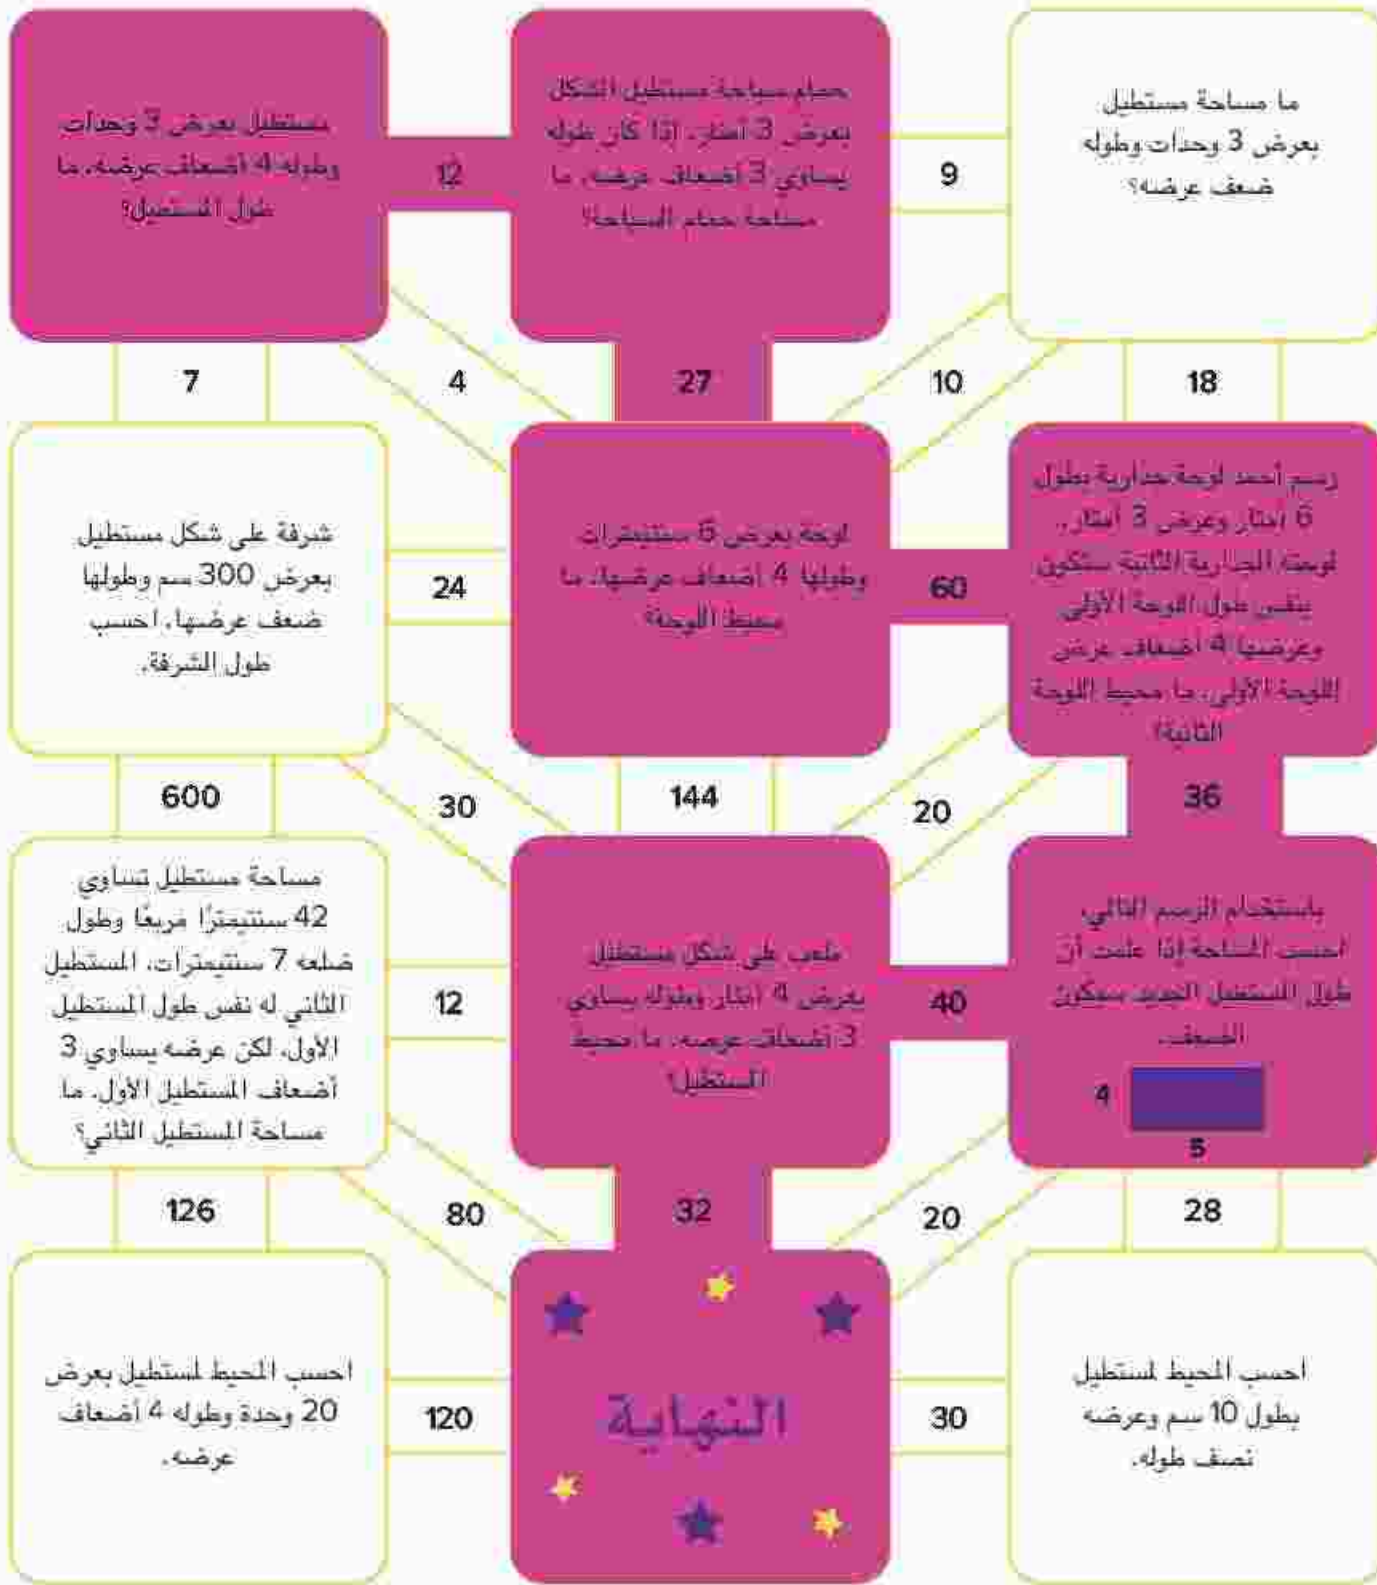 مستطيل بعرض 3 وحدات
وطوله 4 أضعاف عرضه، ما
طول المستطيل؟
12
حمام سباحة مستطيل الشكل
بعرض 3 أمتار. إذا كان طوله
يساوي 3 أضعاف عرضه، ما
مساحة حمام السباحة؟
9
ما مساحة مستطيل
بعرض 3 وحدات وطوله
ضعف عرضه؟
7
4
27
10
18
شرفة على شكل مستطيل
بعرض 300 سم وطولها
ضعف عرضها. احسب
طول الشرفة.
24
لوحة بعرض 6 سنتيمترات
وطولها 4 أضعاف عرضها، ما
محيط اللوحة؟
60
رسم أحمد لوحة جدارية بطول
6 أمتار وعرض 3 أمتار.
لوحته الجدارية الثانية ستكون
بنفس طول اللوحة الأولى
وعرضها 4 أضعاف عرض
اللوحة الأولى. ما محيط اللوحة
الثانية؟
600
30
144
20
36
مساحة مستطيل تساوي
42 سنتيمترًا مربعًا وطول
ضلعه 7 سنتيمترات. المستطيل
الثاني له نفس طول المستطيل
الأول، لكن عرضه يساوي 3
أضعاف المستطيل الأول. ما
مساحة المستطيل الثاني؟
12
ملعب على شكل مستطيل
بعرض 4 أمتار وطوله يساوي
3 أضعاف عرضه. ما محيط
المستطيل؟
40
باستخدام الرسم التالي،
احسب المساحة إذا علمت أن
طول المستطيل الجديد سيكون
الضعف.
4
5
126
80
32
20
28
احسب المحيط لمستطيل بعرض
20 وحدة وطوله 4 أضعاف
عرضه.
120
النهاية
30
احسب المحيط لمستطيل
بطول 10 سم وعرضه
نصف طوله.